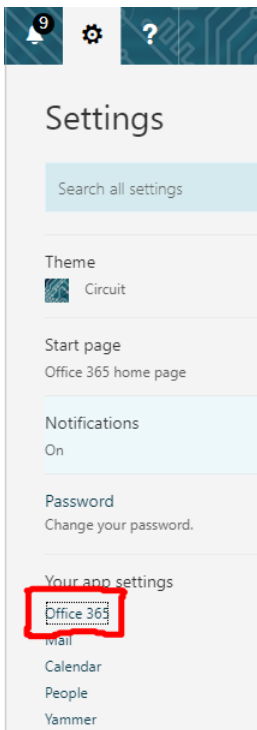 9
?
Settings
Search all settings
Theme
Circuit
Start page
Office 365 home page
Notifications
On
Password
Change your password.
Your app settings
Office 365
Mail
Calendar
People
Yammer